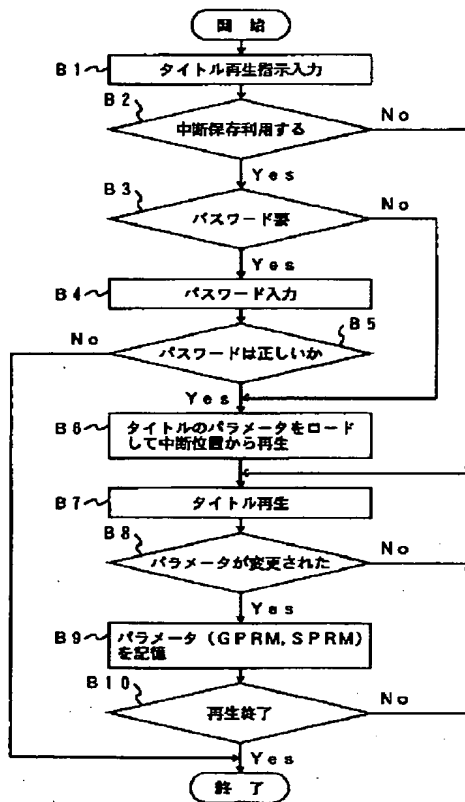 開 始
B1
タイトル再生指示入力
B2
中断保存利用する
No
Yes
B3
パスワード要
No
Yes
B4
パスワード入力
B5
No
パスワードは正しいか
Yes
B6
タイトルのパラメータをロード
して中断位置から再生
B7
タイトル再生
B8
パラメータが変更された
No
Yes
B9
パラメータ(GPRM,SPRM)
を記憶
B10
再生終了
No
Yes
終 了